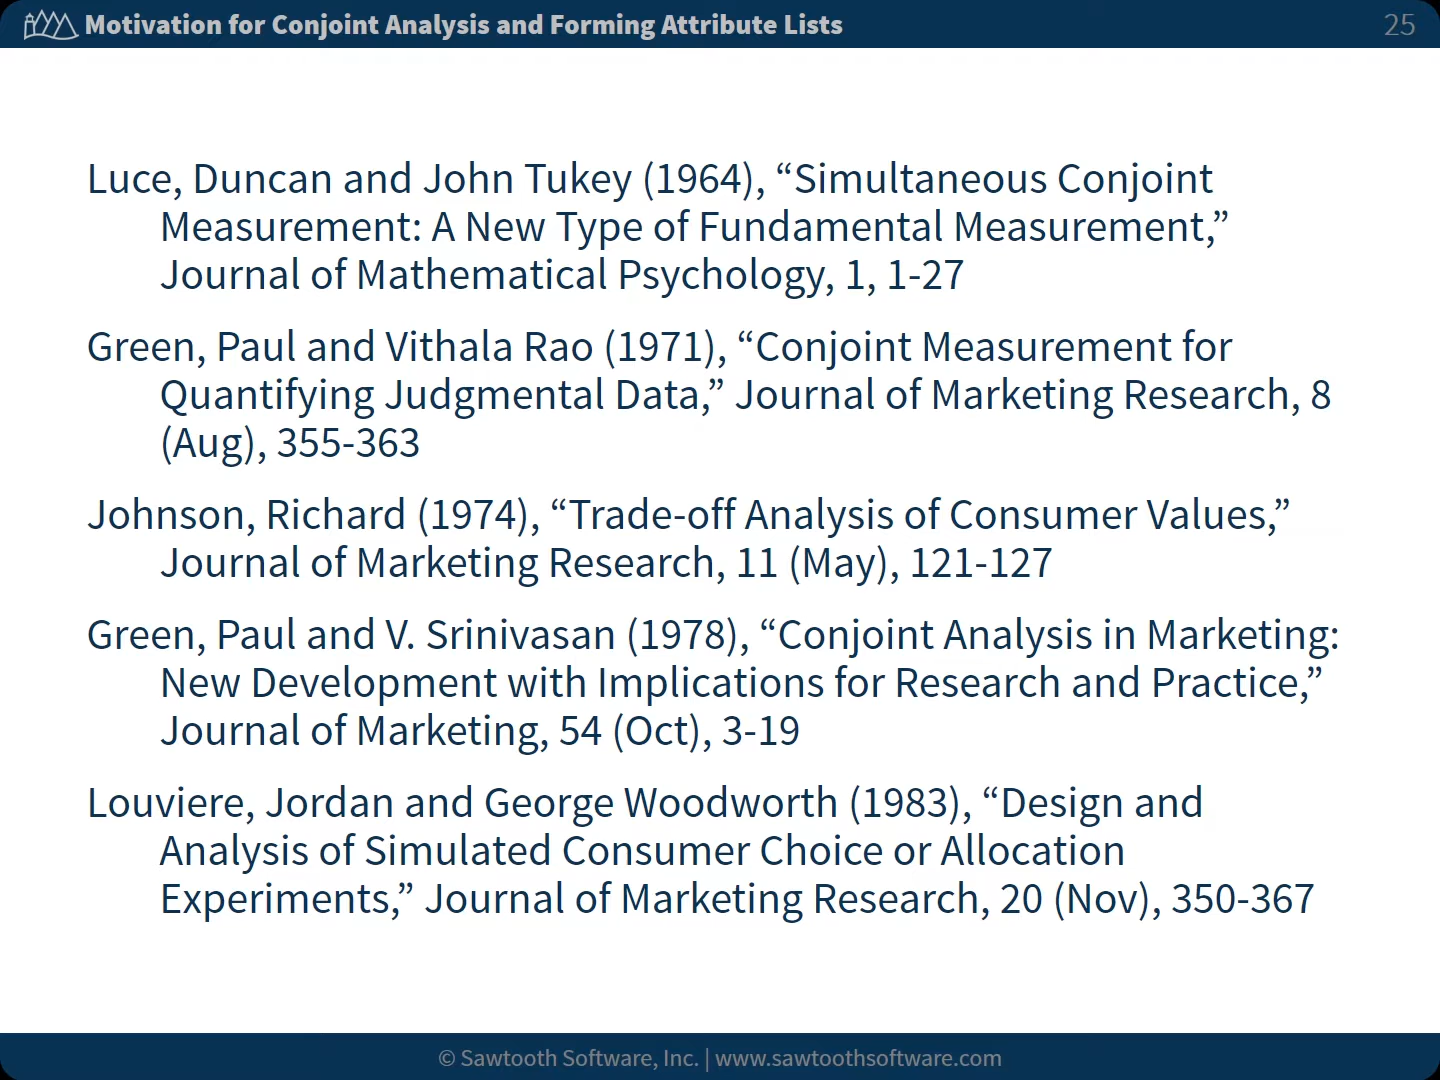 Motivation for Conjoint Analysis and Forming Attribute Lists
25
Luce, Duncan and John Tukey (1964), “Simultaneous Conjoint
Measurement: A New Type of Fundamental Measurement,”
Journal of Mathematical Psychology, 1, 1-27
Green, Paul and Vithala Rao (1971), “Conjoint Measurement for
Quantifying Judgmental Data,” Journal of Marketing Research, 8
(Aug), 355-363
Johnson, Richard (1974), “Trade-off Analysis of Consumer Values,”
Journal of Marketing Research, 11 (May), 121-127
Green, Paul and V. Srinivasan (1978), “Conjoint Analysis in Marketing:
New Development with Implications for Research and Practice,”
Journal of Marketing, 54 (Oct), 3-19
Louviere, Jordan and George Woodworth (1983), “Design and
Analysis of Simulated Consumer Choice or Allocation
Experiments,” Journal of Marketing Research, 20 (Nov), 350-367
© Sawtooth Software, Inc. | www.sawtoothsoftware.com